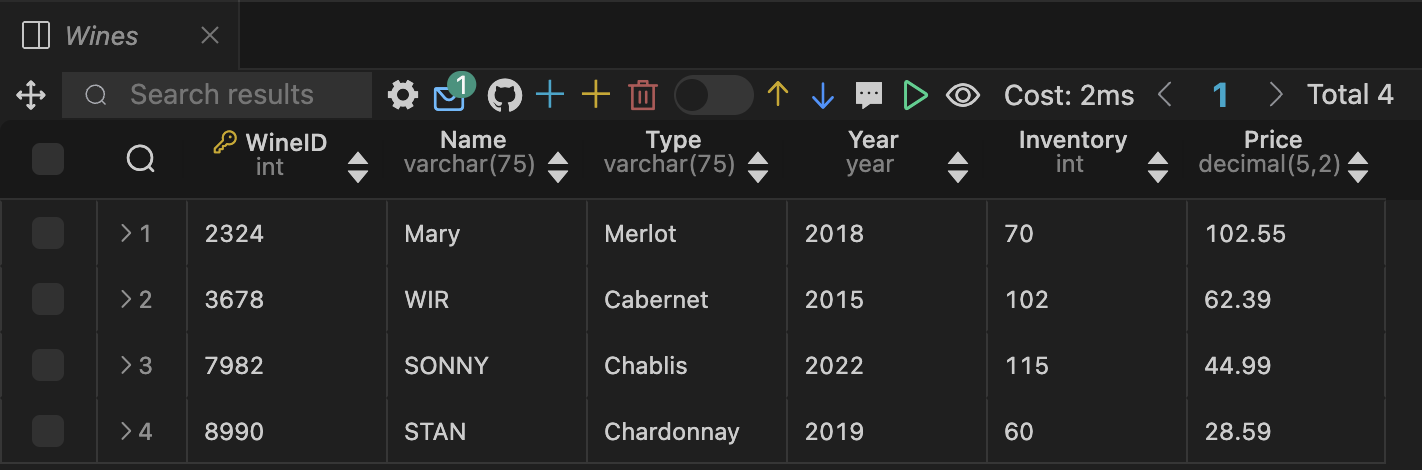 Wines
Search results 1 Cost: 2ms 1 Total 4
WineID Name Type Year Inventory Price
int varchar(75) varchar(75) year int decimal(5,2)
1 2324 Mary Merlot 2018 70 102.55
2 3678 WIR Cabernet 2015 102 62.39
3 7982 SONNY Chablis 2022 115 44.99
4 8990 STAN Chardonnay 2019 60 28.59